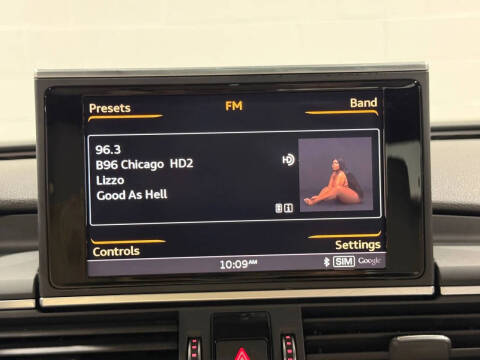 Presets FM Band
96.3
B96 Chicago HD2
Lizzo
Good As Hell
Controls Settings
10:09AM SIM Google